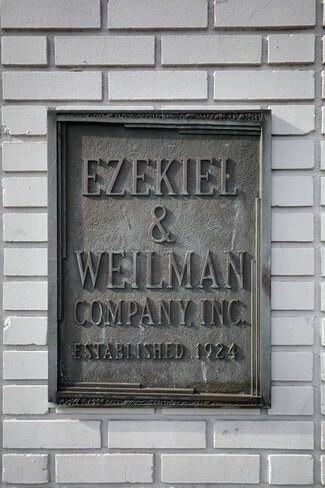 EZEKIEL
&
WEILMAN
COMPANY, INC.
ESTABLISHED 1924